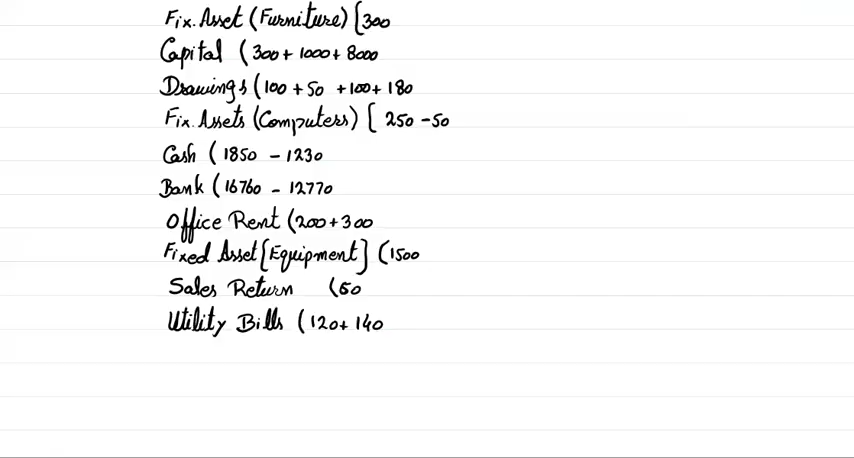 Fix. Asset (Furniture) [300
Capital (300 + 1000 + 8000
Drawings (100 + 50 + 100 + 180
Fix. Assets (Computers) [250 - 50
Cash (1850 - 1230
Bank (16760 - 12770
Office Rent (200 + 300
Fixed Asset [Equipment] (1500
Sales Return (50
Utility Bills (120 + 140